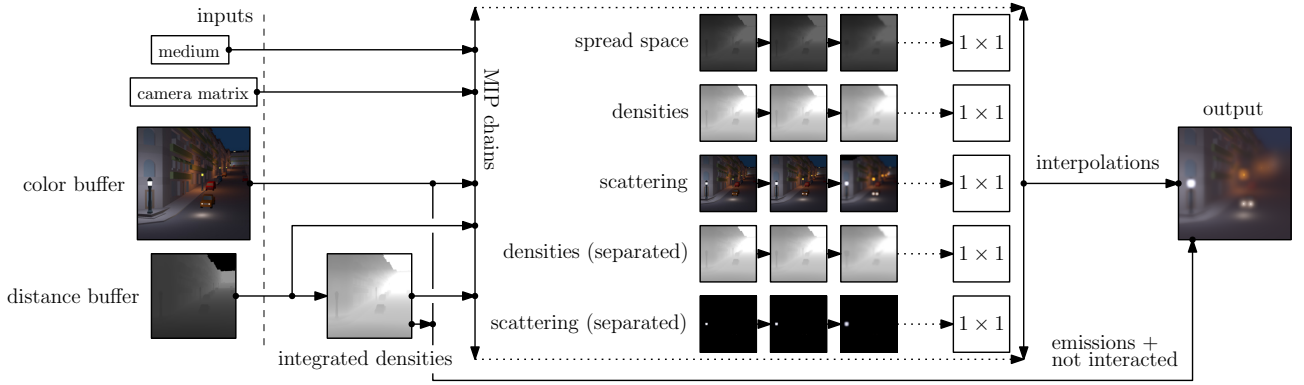 inputs
medium
camera matrix
color buffer
distance buffer
integrated densities
MIP chains
spread space
1 × 1
densities
1 × 1
scattering
1 × 1
densities (separated)
1 × 1
scattering (separated)
1 × 1
interpolations
output
emissions +
not interacted